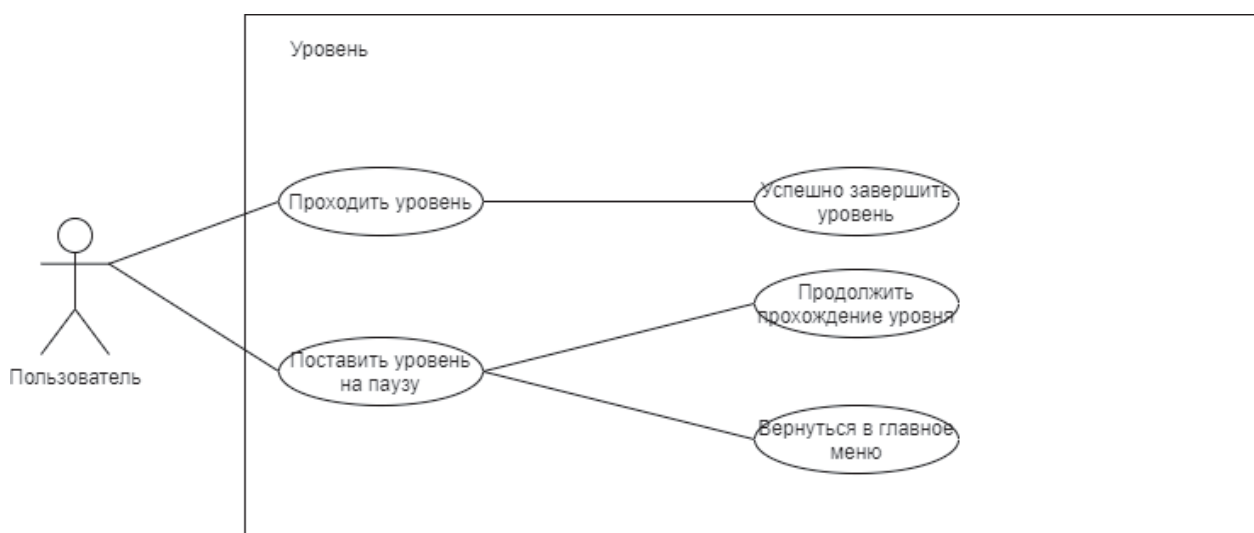 Уровень
Проходить уровень
Успешно завершить
уровень
Продолжить
прохождение уровня
Поставить уровень
на паузу
Вернуться в главное
меню
Пользователь